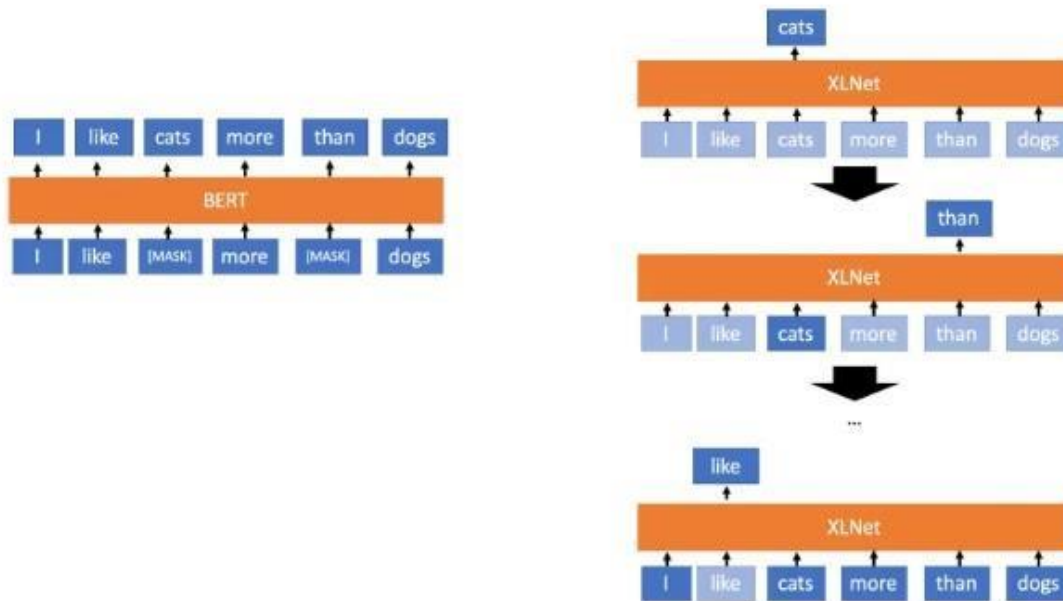 I like cats more than dogs
BERT
I like [MASK] more [MASK] dogs
cats
XLNet
I like cats more than dogs
than
XLNet
I like cats more than dogs
...
like
XLNet
I like cats more than dogs